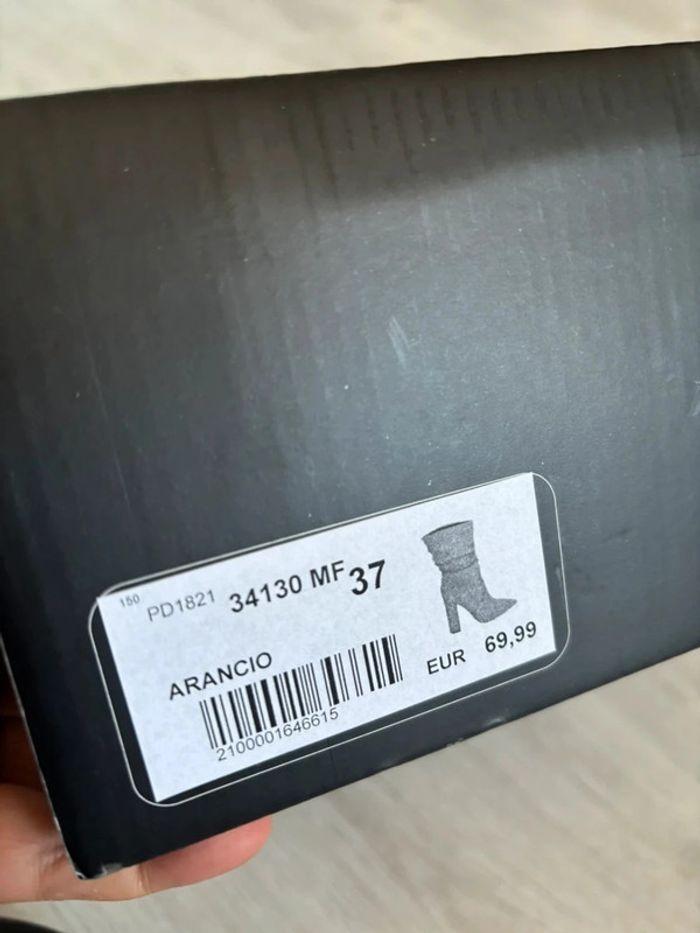 150 PD1821 34130 MF 37
ARANCIO
2100001646615
EUR 69,99